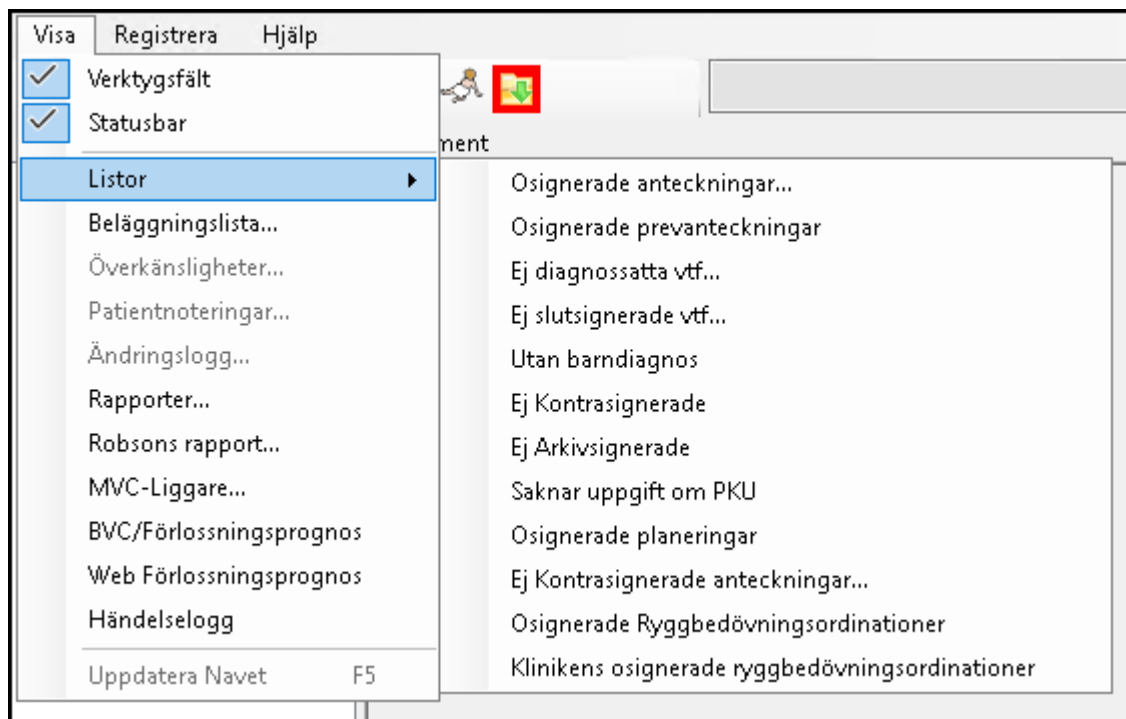 Visa Registrera Hjälp
Verktygsfält
Statusbar
ment
Listor
Beläggningslista...
Överkänsligheter...
Patientnoteringar...
Ändringslogg...
Rapporter...
Robsons rapport...
MVC-Liggare...
BVC/Förlossningsprognos
Web Förlossningsprognos
Händelselogg
Uppdatera Navet F5
Osignerade anteckningar...
Osignerade prevanteckningar
Ej diagnossatta vtf...
Ej slutsignerade vtf...
Utan barndiagnos
Ej Kontrasignerade
Ej Arkivsignerade
Saknar uppgift om PKU
Osignerade planeringar
Ej Kontrasignerade anteckningar...
Osignerade Ryggbedövningsordinationer
Klinikens osignerade ryggbedövningsordinationer